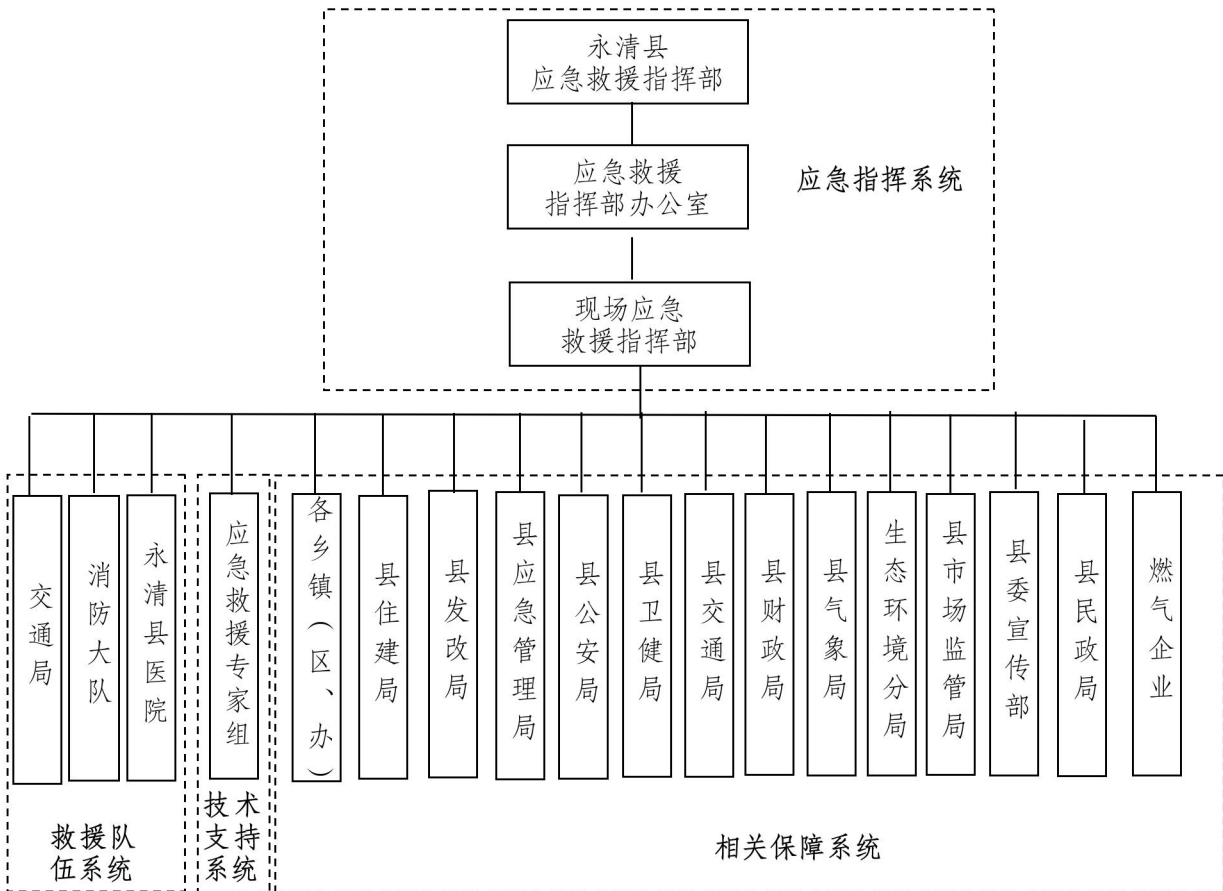 永清县
应急救援指挥部
应急救援
指挥部办公室
应急指挥系统
现场应急
救援指挥部
交通局
消防大队
永清县医院
应急救援专家组
各乡镇（区、办）
县住建局
县发改局
县应急管理局
县公安局
县卫健局
县交通局
县财政局
县气象局
生态环境分局
县市场监管局
县委宣传部
县民政局
燃气企业
救援队
伍系统
技术
支持
系统
相关保障系统